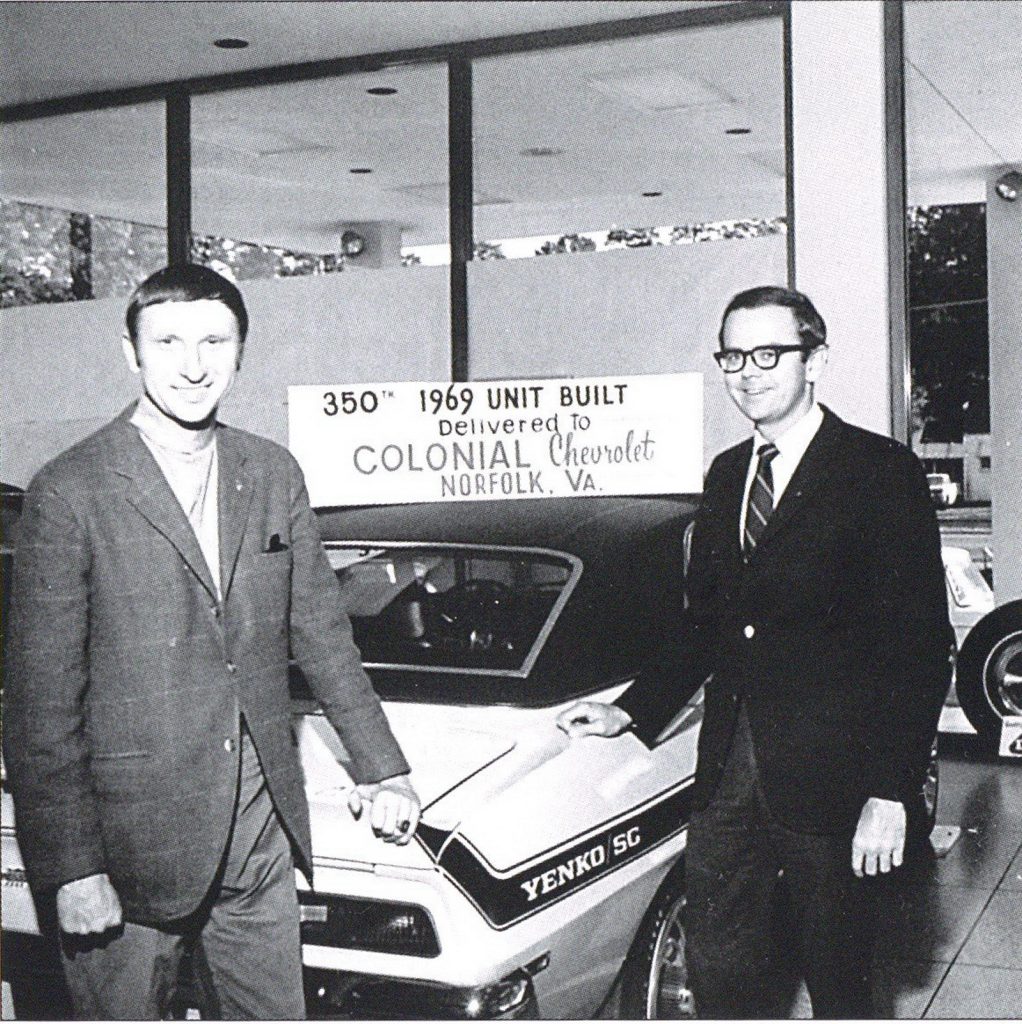 350TH 1969 UNIT BUILT
Delivered To
COLONIAL Chevrolet
NORFOLK, VA.
YENKO/SC